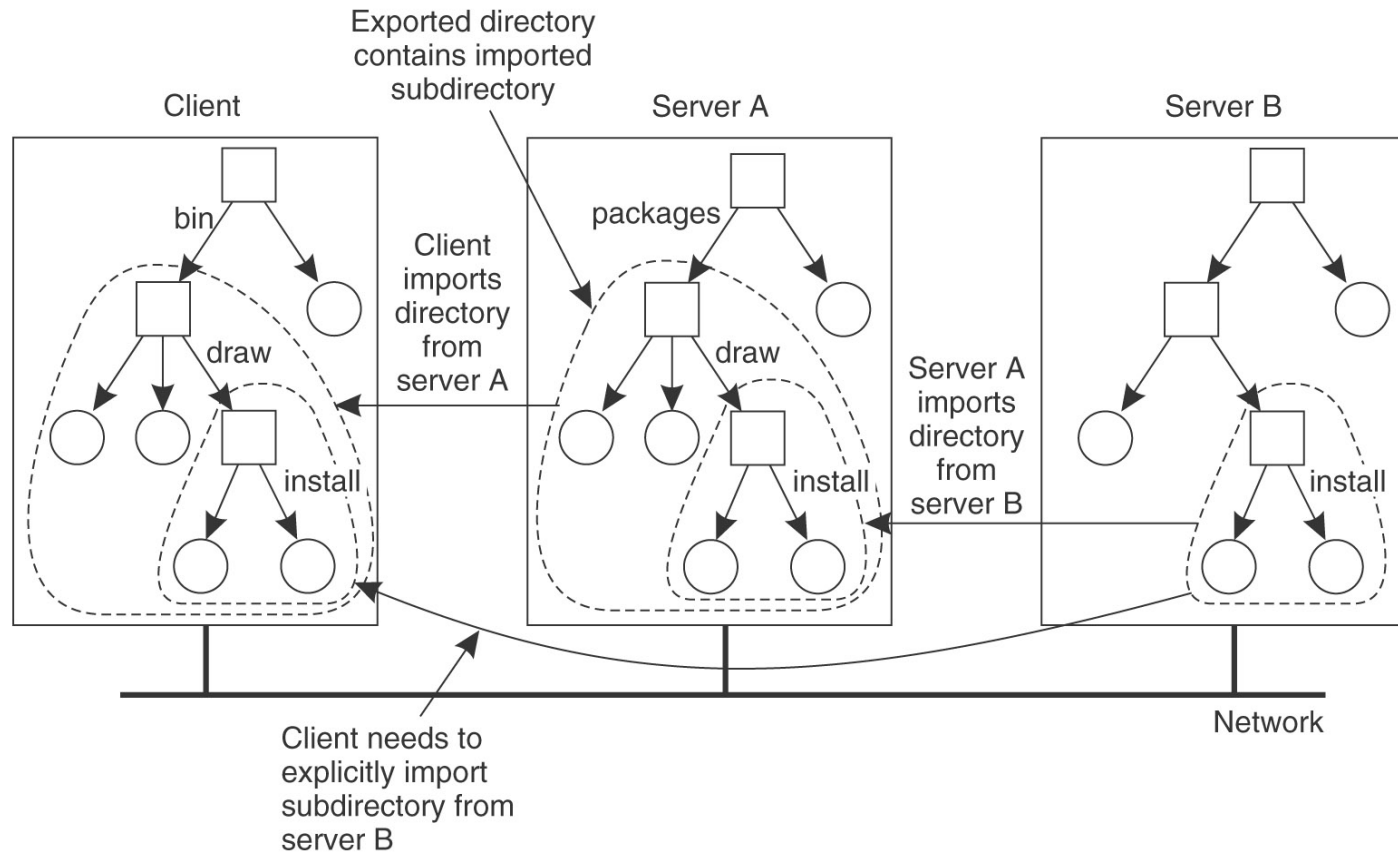 Exported directory
contains imported
subdirectory
Client
Server A
Server B
bin
packages
Client
imports
directory
from
server A
draw
draw
Server A
imports
directory
from
server B
install
install
install
Network
Client needs to
explicitly import
subdirectory from
server B